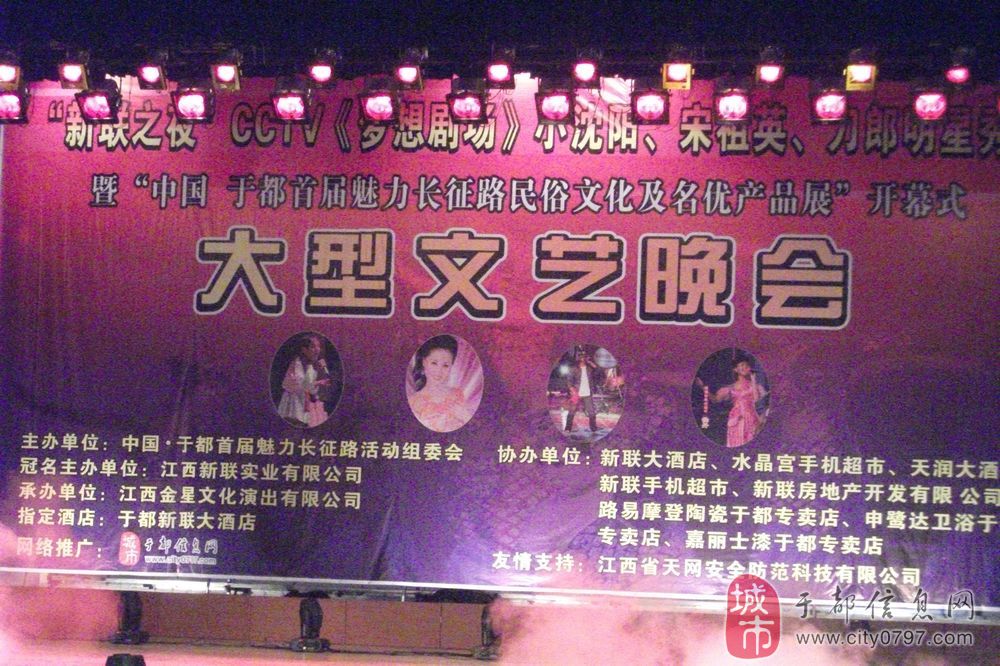 “新联之夜”CCTV《梦想剧场》小沈阳、宋祖英、刀郎明星秀
暨“中国 于都首届魅力长征路民俗文化及名优产品展”开幕式
大型文艺晚会
主办单位：中国·于都首届魅力长征路活动组委会
冠名主办单位：江西新联实业有限公司
承办单位：江西金星文化演出有限公司
指定酒店：于都新联大酒店
网络推广：城市 于都信息网
www.city0797.com
协办单位：新联大酒店、水晶宫手机超市、天润大酒
新联手机超市、新联房地产开发有限 公司
路易摩登陶瓷于都专卖店、申鹭达卫浴于
专卖店、嘉丽士漆于都专卖店
友情支持：江西省天网安全防范科技有限公司
城市 于都信息网
www.city0797.com